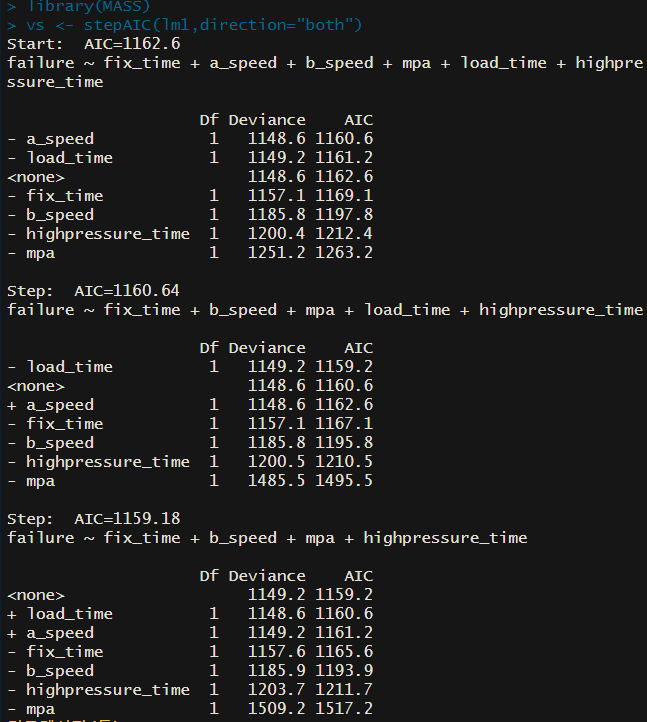 > library(MASS)
> vs <- stepAIC(lm1,direction="both")
Start:  AIC=1162.6
failure ~ fix_time + a_speed + b_speed + mpa + load_time + highpre
ssure_time
                     Df Deviance    AIC
- a_speed             1   1148.6 1160.6
- load_time           1   1149.2 1161.2
<none>                    1148.6 1162.6
- fix_time            1   1157.1 1169.1
- b_speed             1   1185.8 1197.8
- highpressure_time   1   1200.4 1212.4
- mpa                 1   1251.2 1263.2
Step:  AIC=1160.64
failure ~ fix_time + b_speed + mpa + load_time + highpressure_time
                     Df Deviance    AIC
- load_time           1   1149.2 1159.2
<none>                    1148.6 1160.6
+ a_speed             1   1148.6 1162.6
- fix_time            1   1157.1 1167.1
- b_speed             1   1185.8 1195.8
- highpressure_time   1   1200.5 1210.5
- mpa                 1   1485.5 1495.5
Step:  AIC=1159.18
failure ~ fix_time + b_speed + mpa + highpressure_time
                     Df Deviance    AIC
<none>                    1149.2 1159.2
+ load_time           1   1148.6 1160.6
+ a_speed             1   1149.2 1161.2
- fix_time            1   1157.6 1165.6
- b_speed             1   1185.9 1193.9
- highpressure_time   1   1203.7 1211.7
- mpa                 1   1509.2 1517.2